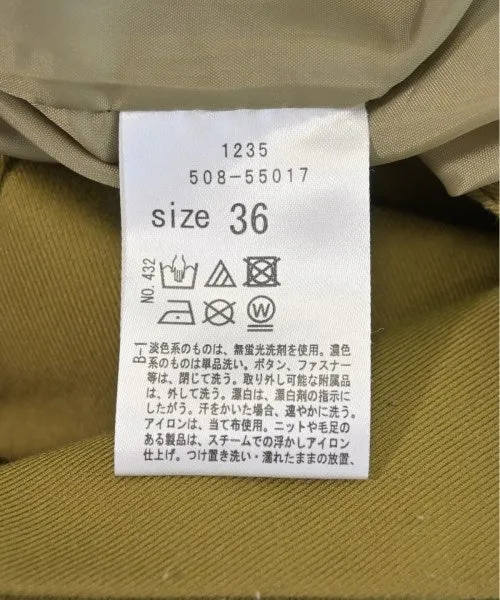 1235
508-55017
size 36
NO. 432
W
B-1
淡色系のものは、無蛍光洗剤を使用。濃色
系のものは単品洗い。ボタン、ファスナー
等は、閉じて洗う。取り外し可能な附属品
は、外して洗う。漂白は、漂白剤の指示に
したがう。汗をかいた場合、速やかに洗う。
アイロンは、当て布使用。ニットや毛足の
ある製品は、スチームでの浮かしアイロン
仕上げ。つけ置き洗い・濡れたままの放置、